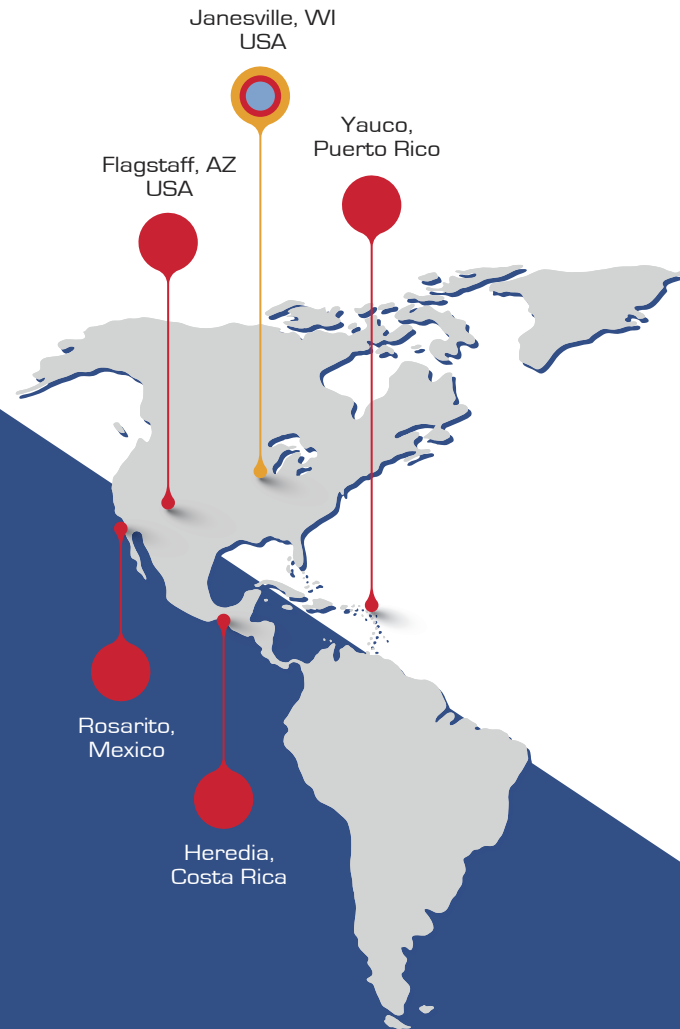 Janesville, WI
USA
Yauco,
Puerto Rico
Flagstaff, AZ
USA
Rosarito,
Mexico
Heredia,
Costa Rica